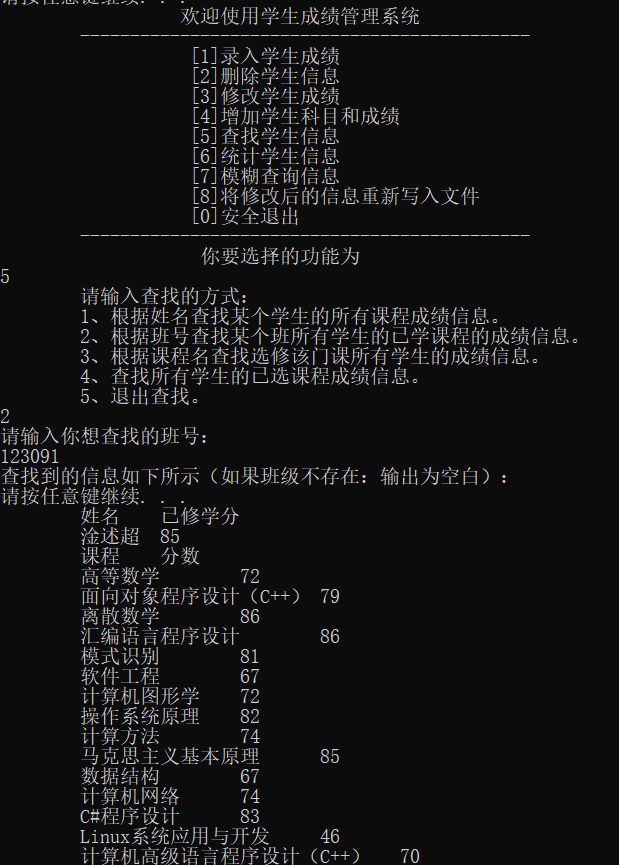 请按任意键继续. . .
欢迎使用学生成绩管理系统
---------------------------------------------
[1]录入学生成绩
[2]删除学生信息
[3]修改学生成绩
[4]增加学生科目和成绩
[5]查找学生信息
[6]统计学生信息
[7]模糊查询信息
[8]将修改后的信息重新写入文件
[0]安全退出
---------------------------------------------
你要选择的功能为
5
请输入查找的方式:
1、根据姓名查找某个学生的所有课程成绩信息。
2、根据班号查找某个班所有学生的已学课程的成绩信息。
3、根据课程名查找选修该门课所有学生的成绩信息。
4、查找所有学生的已选课程成绩信息。
5、退出查找。
2
请输入你想查找的班号:
123091
查找到的信息如下所示（如果班级不存在：输出为空白）:
请按任意键继续. . .
姓名 已修学分
淦述超 85
课程 分数
高等数学 72
面向对象程序设计（C++） 79
离散数学 86
汇编语言程序设计 86
模式识别 81
软件工程 67
计算机图形学 72
操作系统原理 82
计算方法 74
马克思主义基本原理 85
数据结构 67
计算机网络 74
C#程序设计 83
Linux系统应用与开发 46
计算机高级语言程序设计（C++） 70